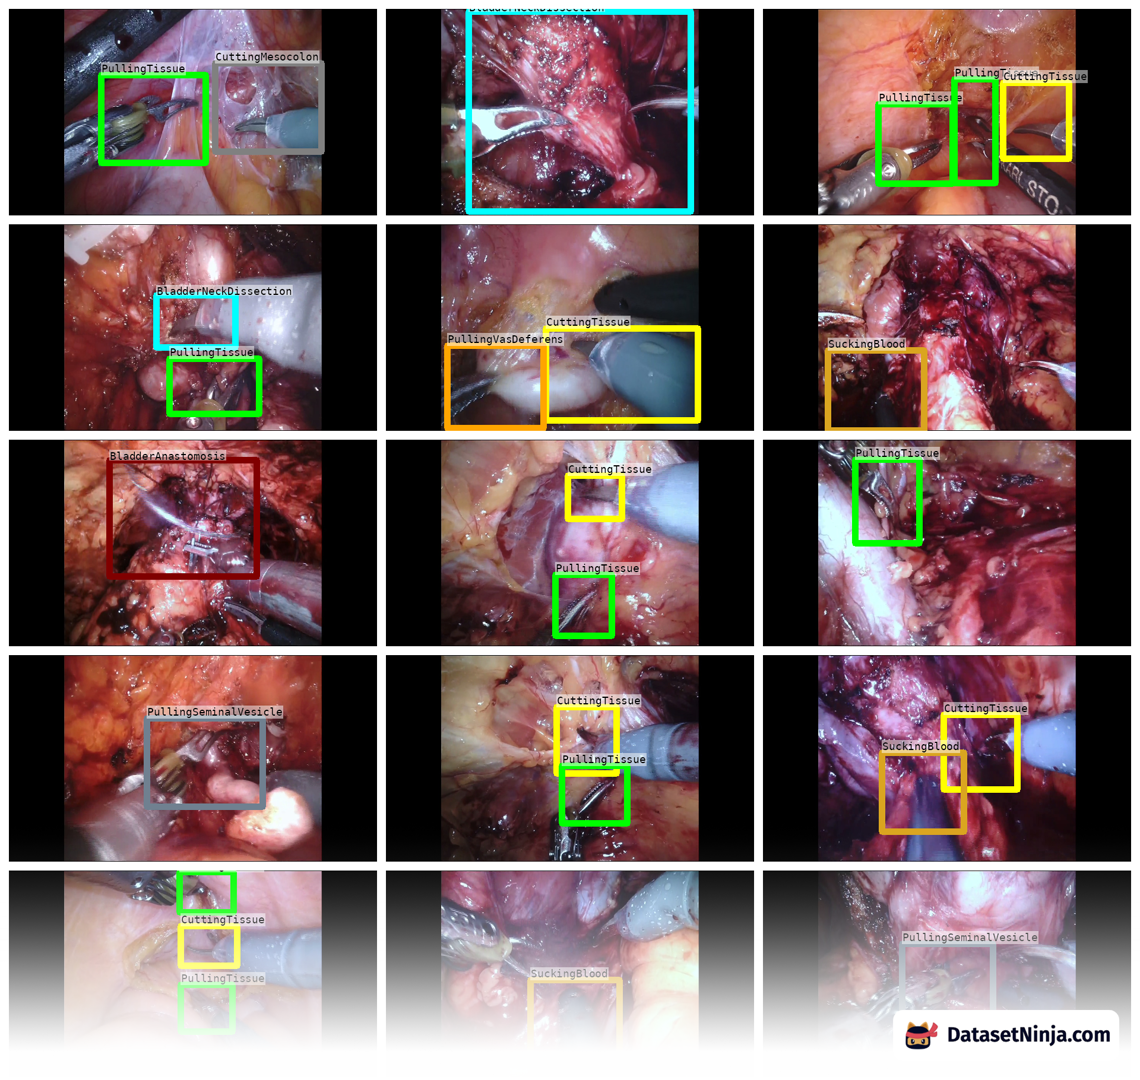 PullingTissue
CuttingMesocolon
BladderNeckDissection
PullingTissue
CuttingTissue
PullingTissue
BladderNeckDissection
PullingTissue
CuttingTissue
PullingVasDeferens
SuckingBlood
BladderAnastomosis
CuttingTissue
PullingTissue
PullingTissue
PullingSeminalVesicle
CuttingTissue
PullingTissue
CuttingTissue
SuckingBlood
CuttingTissue
PullingTissue
SuckingBlood
PullingSeminalVesicle
DatasetNinja.com